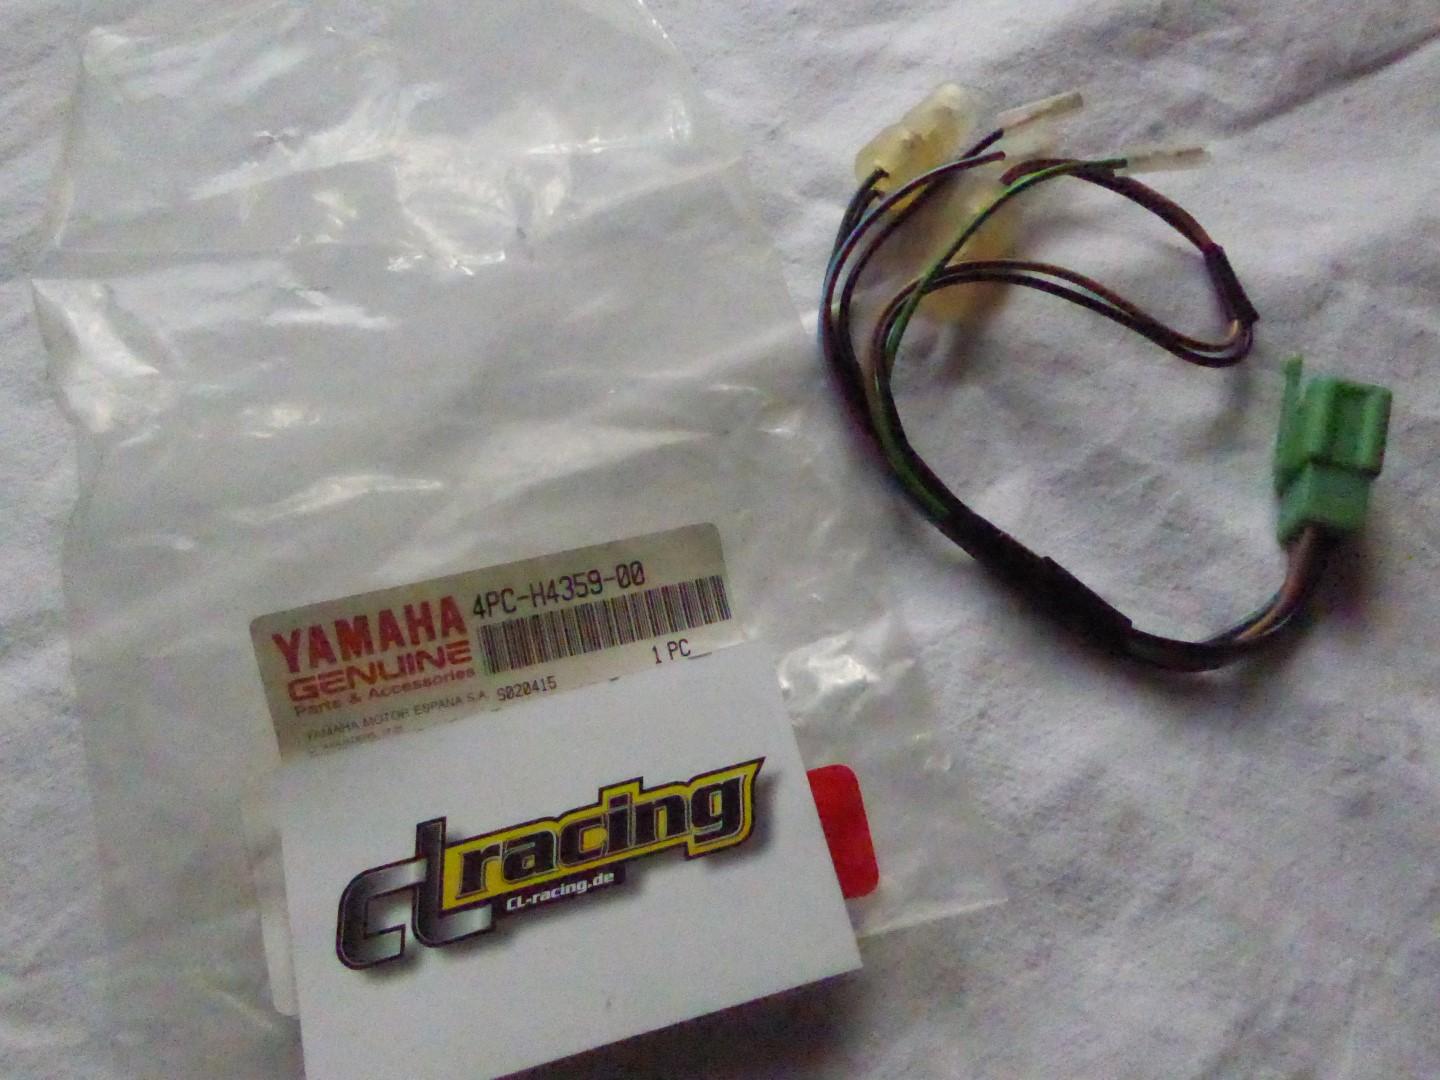 YAMAHA 4PC-H4359-00
GENUINE
Parts & Accessories
1 PC
YAMAHA MOTOR ESPANA S.A. S020415
CL racing
CL-racing.de